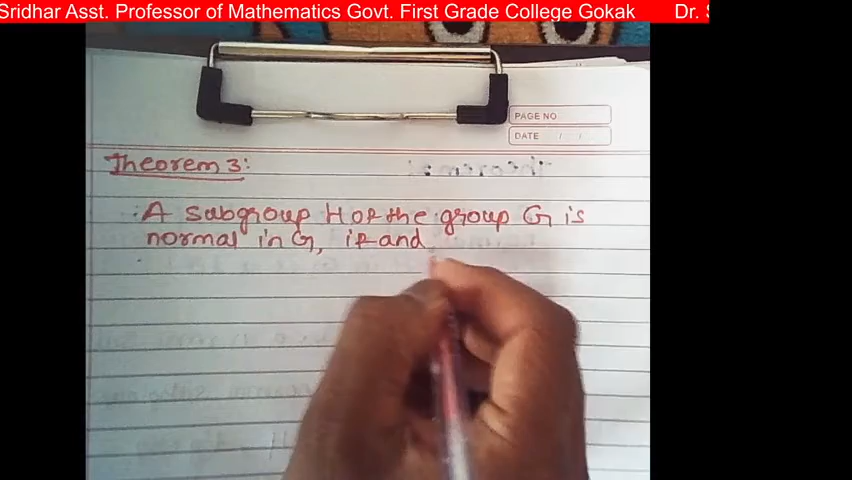 Sridhar Asst. Professor of Mathematics Govt. First Grade College Gokak Dr. S
PAGE NO
DATE / /
Theorem 3:
A subgroup H of the group G is
normal in G, if and